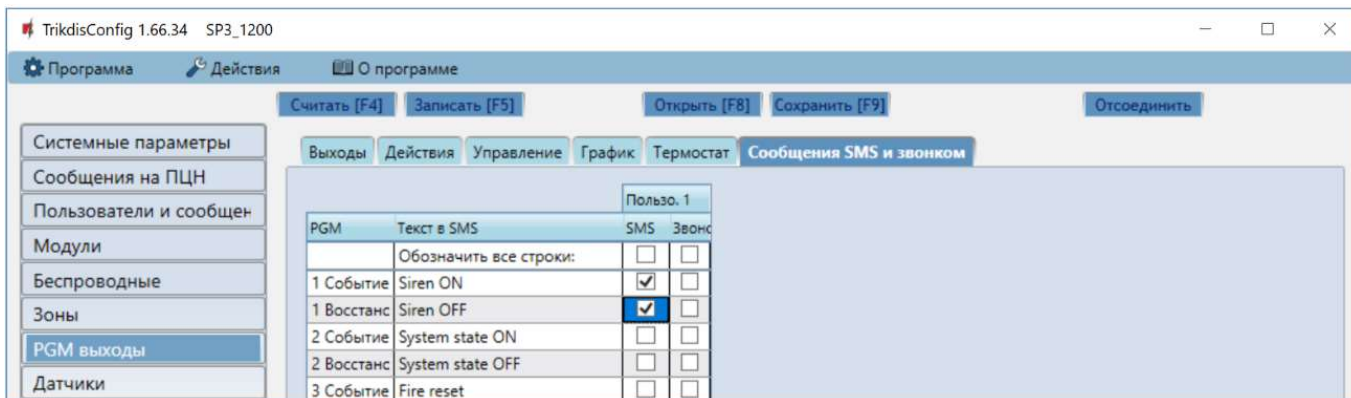 TrikdisConfig 1.66.34 SP3_1200
Программа Действия О программе
Считать [F4] Записать [F5] Открыть [F8] Сохранить [F9] Отсоединить
Системные параметры
Сообщения на ПЦН
Пользователи и сообщен
Модули
Беспроводные
Зоны
PGM выходы
Датчики
Выходы Действия Управление График Термостат Сообщения SMS и звонком
Пользо. 1
PGM Текст в SMS SMS Звонс
Обозначить все строки:
1 Событие Siren ON
1 Восстанс Siren OFF
2 Событие System state ON
2 Восстанс System state OFF
3 Событие Fire reset